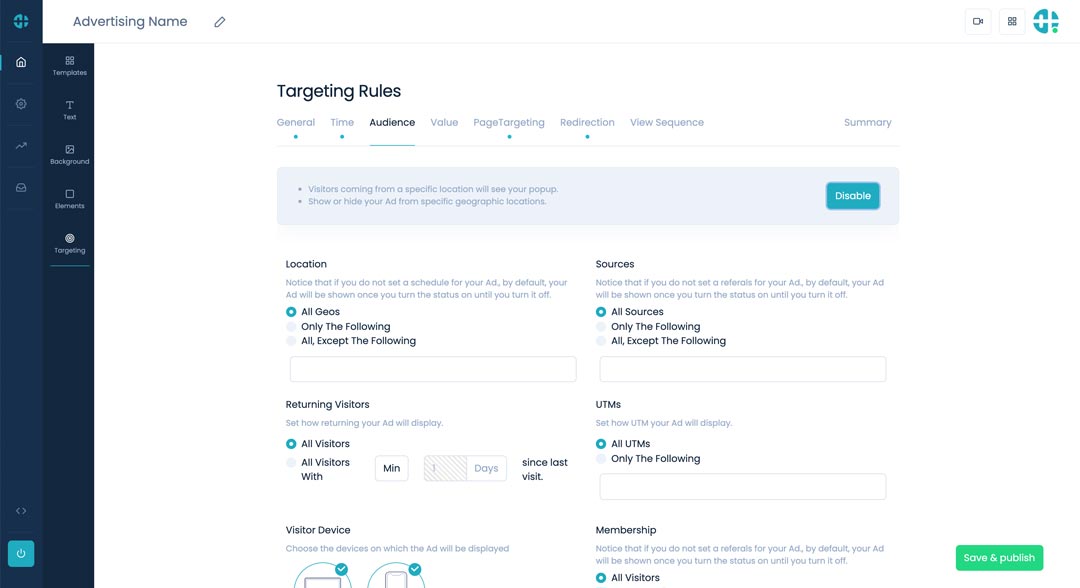 Advertising Name
Templates
Text
Background
Elements
Targeting
Targeting Rules
General Time Audience Value PageTargeting Redirection View Sequence Summary
Visitors coming from a specific location will see your popup.
Show or hide your Ad from specific geographic locations.
Disable
Location
Notice that if you do not set a schedule for your Ad., by default, your
Ad will be shown once you turn the status on until you turn it off.
All Geos
Only The Following
All, Except The Following
Sources
Notice that if you do not set a referals for your Ad., by default, your Ad
will be shown once you turn the status on until you turn it off.
All Sources
Only The Following
All, Except The Following
Returning Visitors
Set how returning your Ad will display.
All Visitors
All Visitors
With
Min
1
Days
since last
visit.
UTMs
Set how UTM your Ad will display.
All UTMs
Only The Following
Visitor Device
Choose the devices on which the Ad will be displayed
Membership
Notice that if you do not set a referals for your Ad., by default, your Ad
will be shown once you turn the status on until you turn it off.
All Visitors
Save & publish